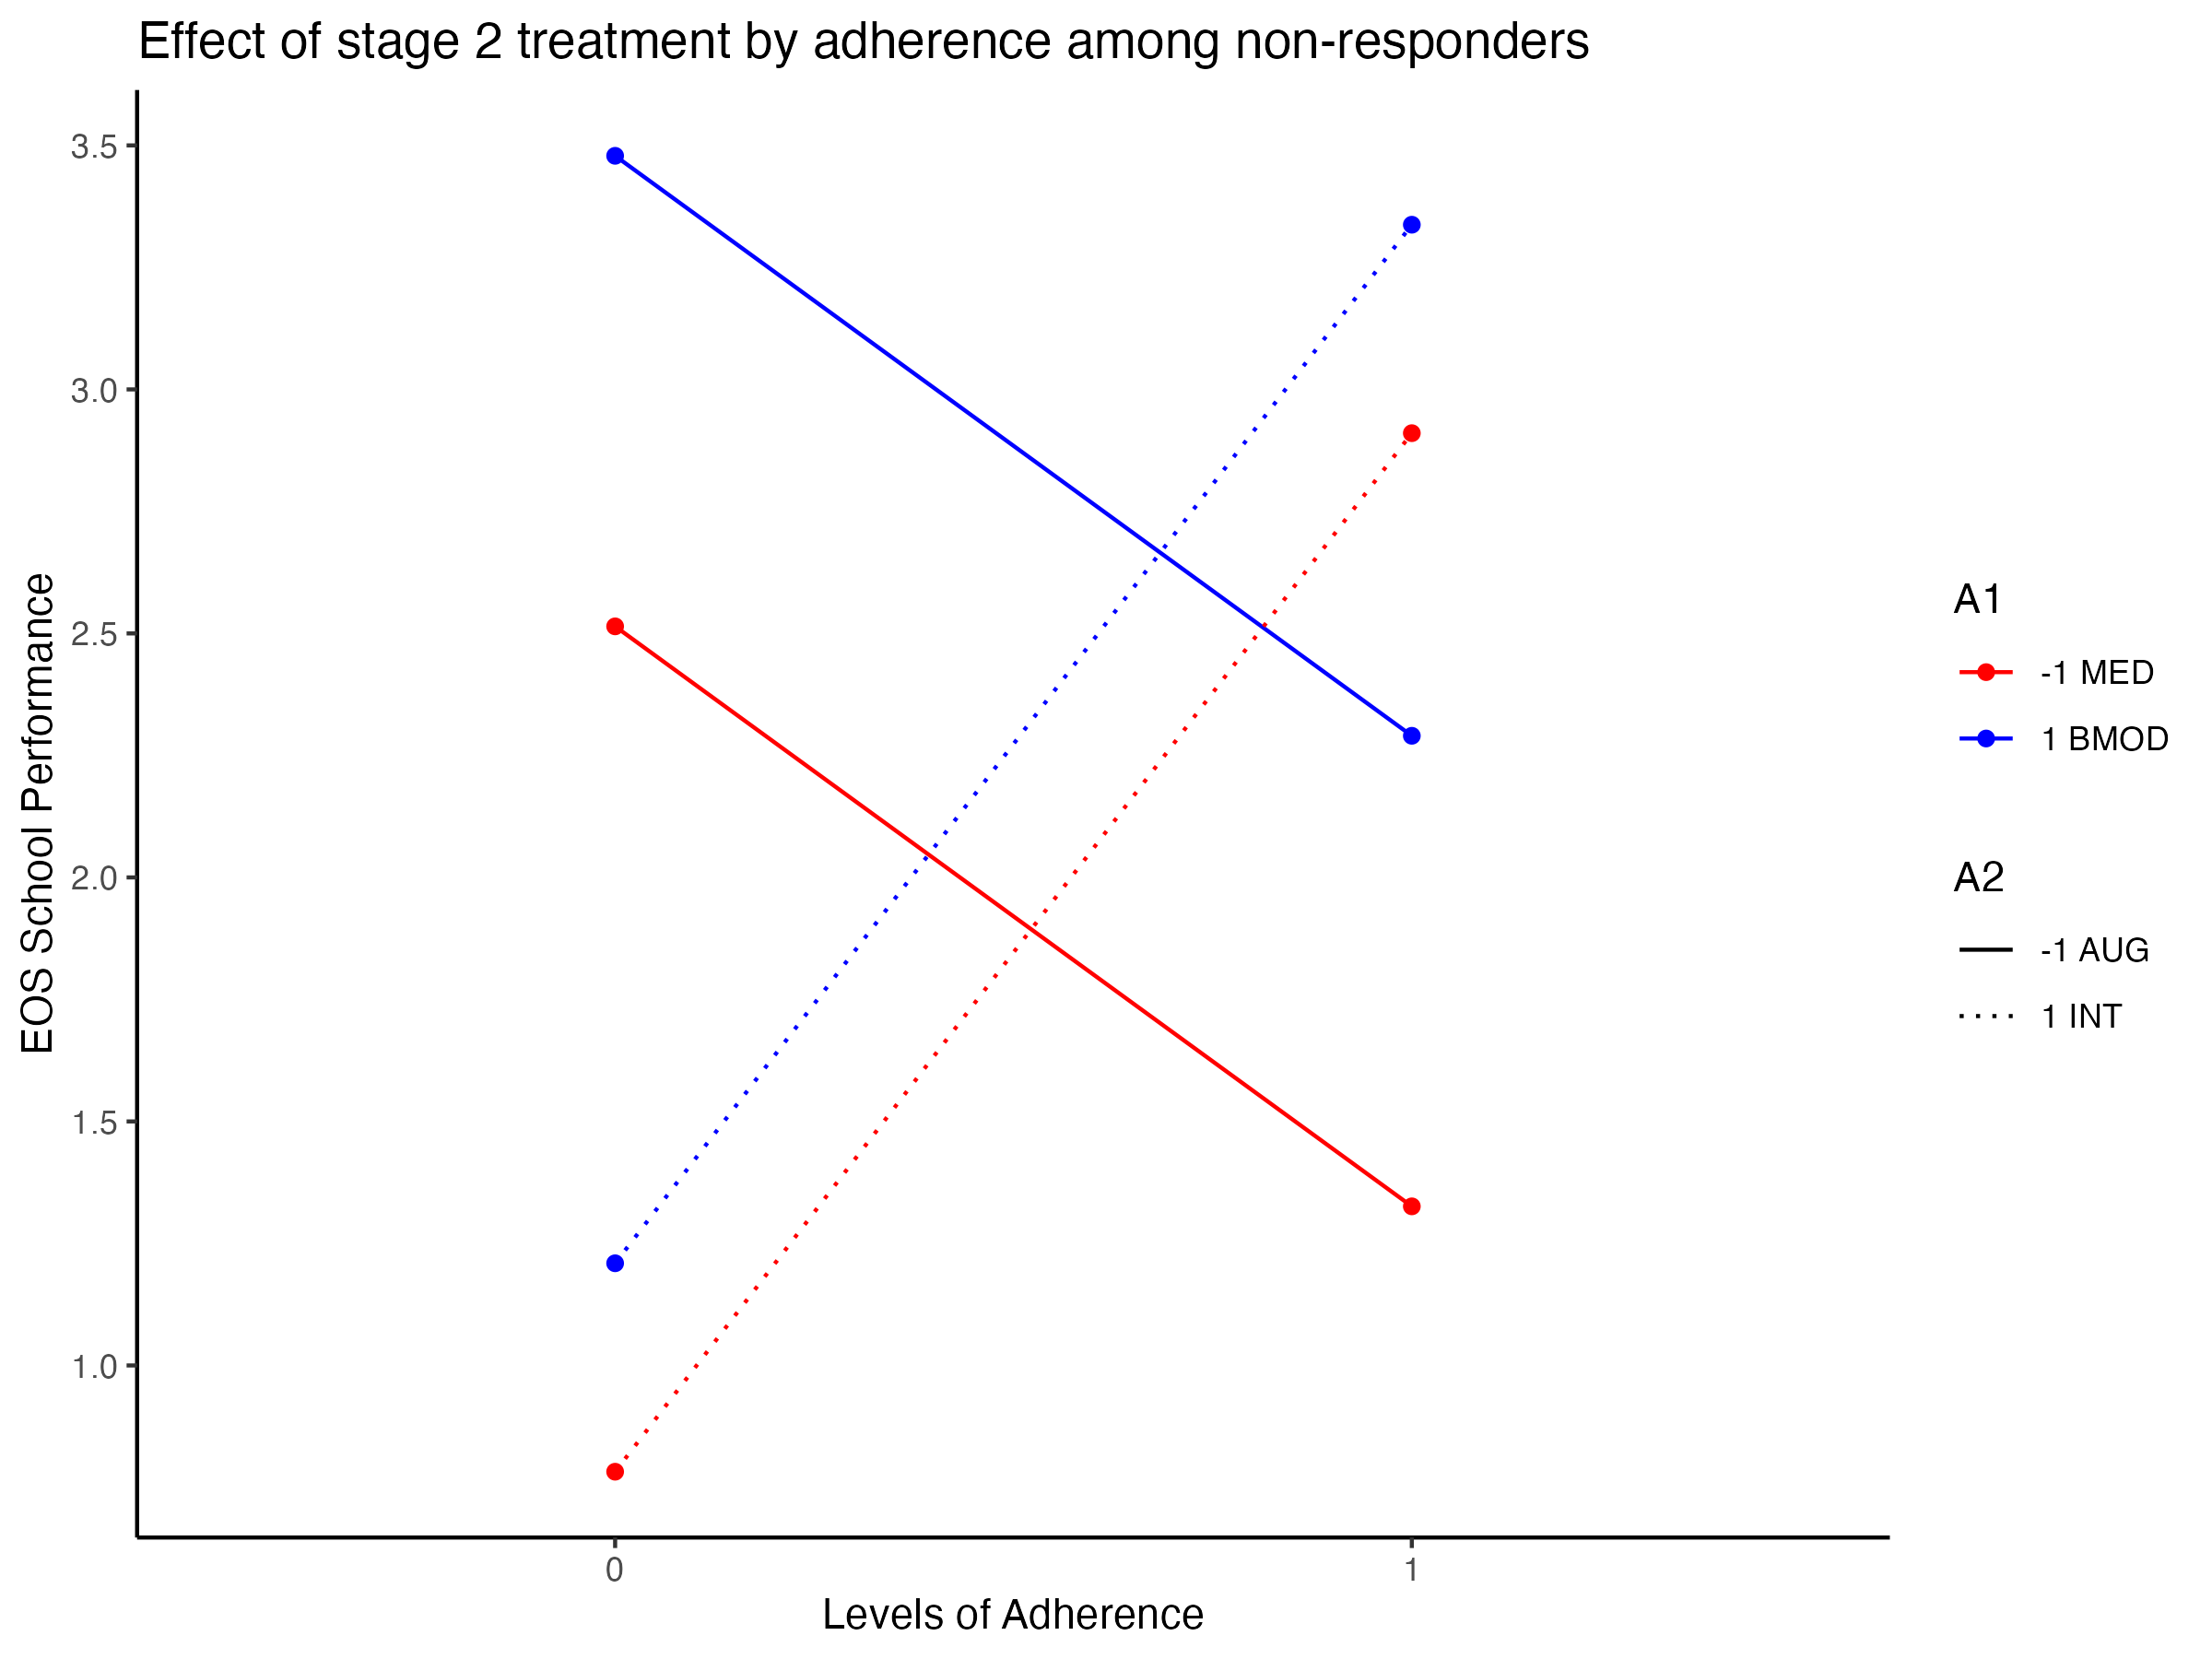 Effect of stage 2 treatment by adherence among non-responders
EOS School Performance
3.5
3.0
2.5
2.0
1.5
1.0
0
1
Levels of Adherence
A1
-1 MED
1 BMOD
A2
-1 AUG
1 INT